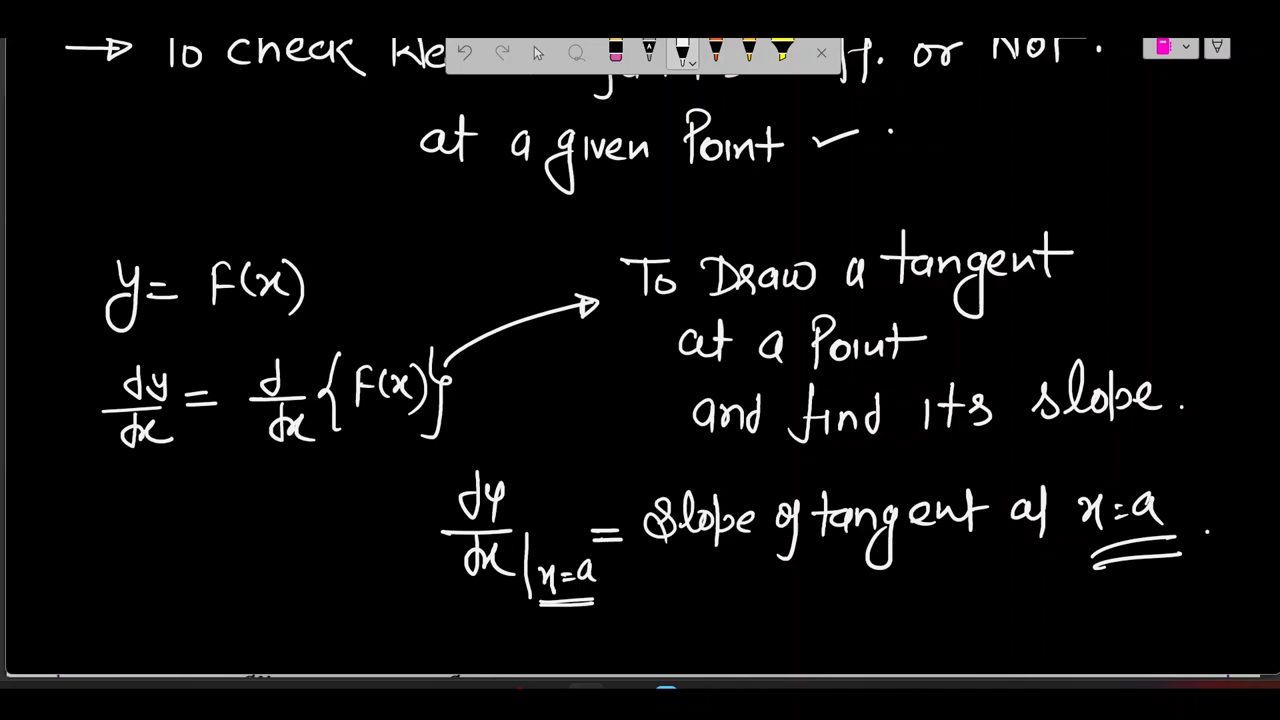 → To check
or Not.
at a given Point ✓ .
y = F(x)
To Draw a tangent
at a Point
dy/dx = d/dx {F(x)}
and find its slope.
dy/dx |x=a = slope of tangent at x=a.